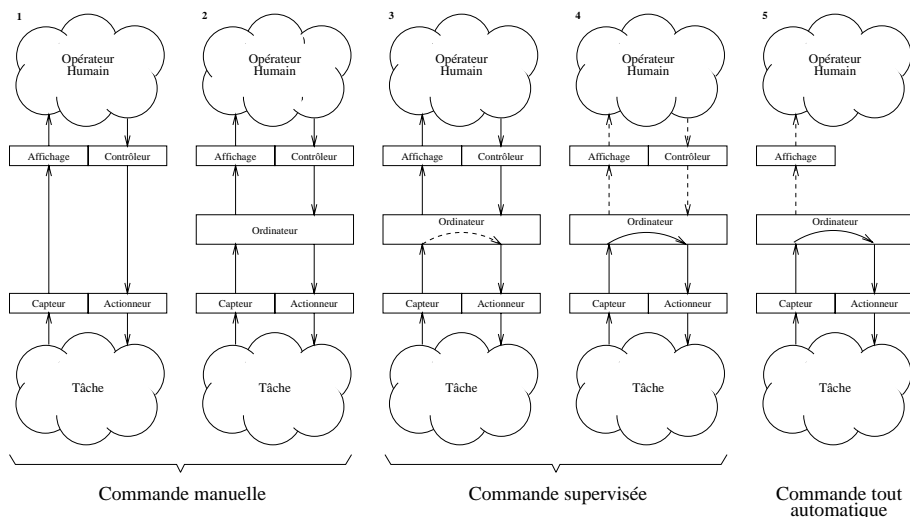 1
2
3
4
5
Opérateur
Humain
Opérateur
Humain
Opérateur
Humain
Opérateur
Humain
Opérateur
Humain
Affichage
Contrôleur
Affichage
Contrôleur
Affichage
Contrôleur
Affichage
Contrôleur
Affichage
Ordinateur
Ordinateur
Ordinateur
Ordinateur
Capteur
Actionneur
Capteur
Actionneur
Capteur
Actionneur
Capteur
Actionneur
Capteur
Actionneur
Tâche
Tâche
Tâche
Tâche
Tâche
Commande manuelle
Commande supervisée
Commande tout
automatique